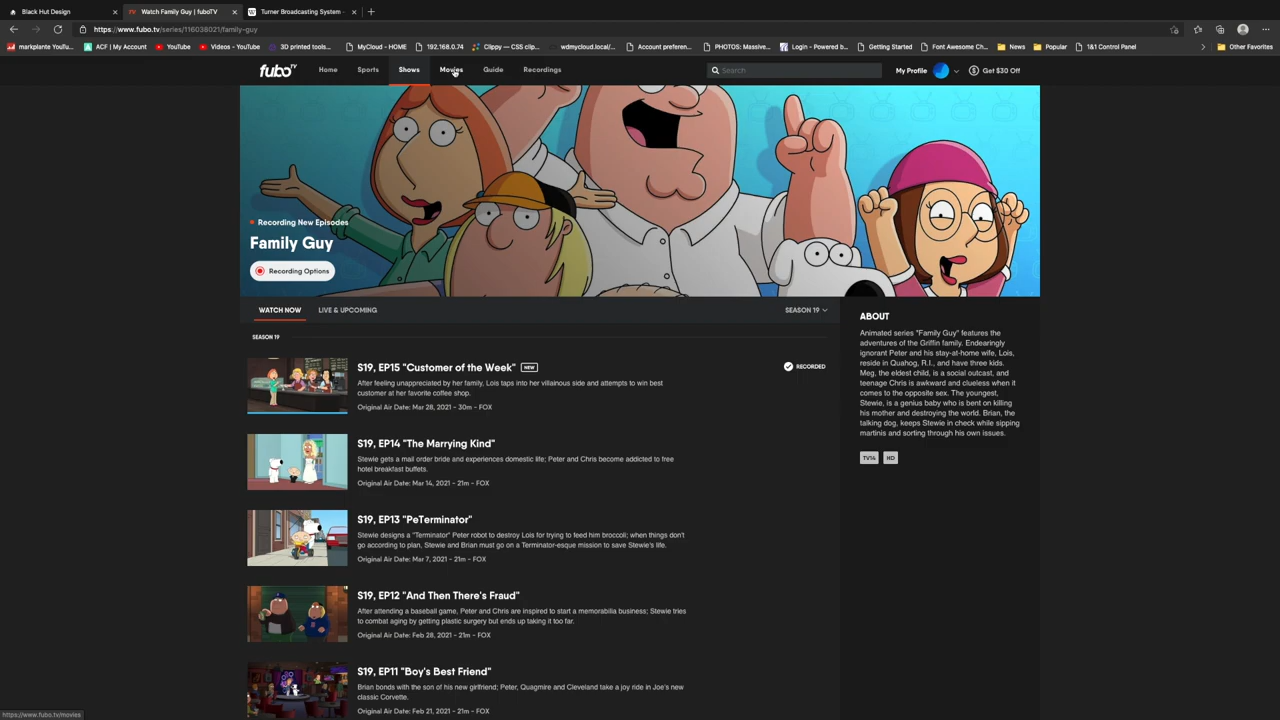 Black Hut Design
Watch Family Guy | fuboTV
Turner Broadcasting System -
https://www.fubo.tv/series/116038021/family-guy
markplante YouTu...
ACF | My Account
YouTube
Videos - YouTube
3D printed tools...
MyCloud - HOME
192.168.0.74
Clippy — CSS clip...
wdmycloud.local/...
Account preferen...
PHOTOS: Massive...
Login - Powered b...
Getting Started
Font Awesome Ch...
News
Popular
1&1 Control Panel
Other Favorites
fubo TV
Home
Sports
Shows
Movies
Guide
Recordings
Search
My Profile
Get $30 Off
Recording New Episodes
Family Guy
Recording Options
WATCH NOW
LIVE & UPCOMING
SEASON 19
SEASON 19
S19, EP15 "Customer of the Week" NEW
RECORDED
After feeling unappreciated by her family, Lois taps into her villainous side and attempts to win best
customer at her favorite coffee shop.
Original Air Date: Mar 28, 2021 - 30m - FOX
S19, EP14 "The Marrying Kind"
Stewie gets a mail order bride and experiences domestic life; Peter and Chris become addicted to free
hotel breakfast buffets.
Original Air Date: Mar 14, 2021 - 21m - FOX
S19, EP13 "PeTerminator"
Stewie designs a "Terminator" Peter robot to destroy Lois for trying to feed him broccoli; when things don't
go according to plan, Stewie and Brian must go on a Terminator-esque mission to save Stewie's life.
Original Air Date: Mar 7, 2021 - 21m - FOX
S19, EP12 "And Then There's Fraud"
After attending a baseball game, Peter and Chris are inspired to start a memorabilia business; Stewie tries
to combat aging by getting plastic surgery but ends up taking it too far.
Original Air Date: Feb 28, 2021 - 21m - FOX
S19, EP11 "Boy's Best Friend"
Brian bonds with the son of his new girlfriend; Peter, Quagmire and Cleveland take a joy ride in Joe's new
classic Corvette.
Original Air Date: Feb 21, 2021 - 21m - FOX
ABOUT
Animated series "Family Guy" features the
adventures of the Griffin family. Endearingly
ignorant Peter and his stay-at-home wife, Lois,
reside in Quahog, R.I., and have three kids.
Meg, the eldest child, is a social outcast, and
teenage Chris is awkward and clueless when it
comes to the opposite sex. The youngest,
Stewie, is a genius baby who is bent on killing
his mother and destroying the world. Brian, the
talking dog, keeps Stewie in check while sipping
martinis and sorting through his own issues.
TV14
HD
https://www.fubo.tv/movies